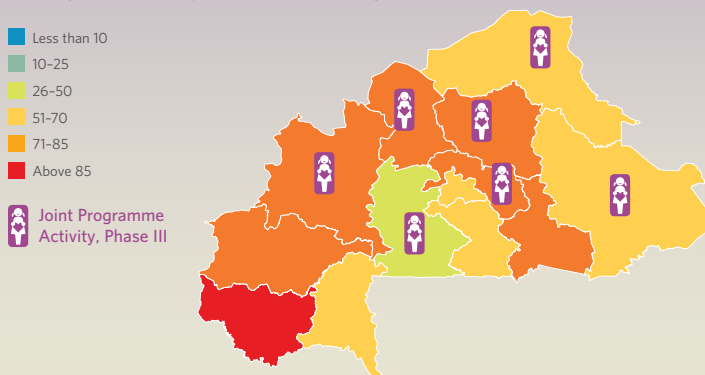 Less than 10
10–25
26–50
51–70
71–85
Above 85
Joint Programme
Activity, Phase III